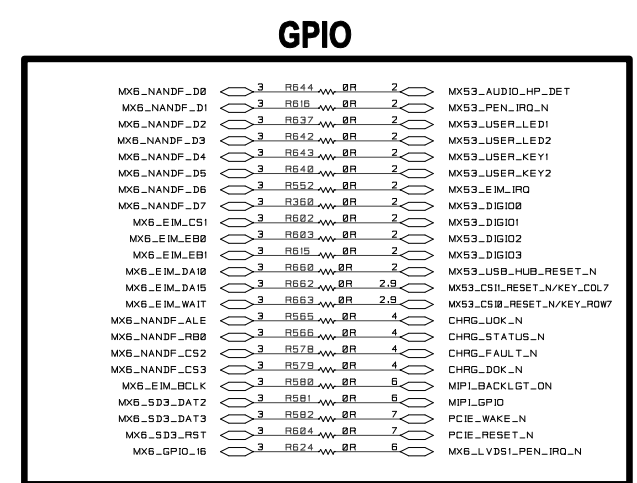 GPIO
MX6_NANDF_D0 3 R644 0R 2 MX53_AUDIO_HP_DET
MX6_NANDF_D1 3 R616 0R 2 MX53_PEN_IRQ_N
MX6_NANDF_D2 3 R637 0R 2 MX53_USER_LED1
MX6_NANDF_D3 3 R642 0R 2 MX53_USER_LED2
MX6_NANDF_D4 3 R643 0R 2 MX53_USER_KEY1
MX6_NANDF_D5 3 R640 0R 2 MX53_USER_KEY2
MX6_NANDF_D6 3 R552 0R 2 MX53_EIM_IRQ
MX6_NANDF_D7 3 R360 0R 2 MX53_DIGIO0
MX6_EIM_CS1 3 R602 0R 2 MX53_DIGIO1
MX6_EIM_EB0 3 R603 0R 2 MX53_DIGIO2
MX6_EIM_EB1 3 R615 0R 2 MX53_DIGIO3
MX6_EIM_DA10 3 R660 0R 2 MX53_USB_HUB_RESET_N
MX6_EIM_DA15 3 R662 0R 2.9 MX53_CSI1_RESET_N/KEY_COL7
MX6_EIM_WAIT 3 R663 0R 2.9 MX53_CSI0_RESET_N/KEY_ROW7
MX6_NANDF_ALE 3 R565 0R 4 CHRG_UOK_N
MX6_NANDF_RB0 3 R566 0R 4 CHRG_STATUS_N
MX6_NANDF_CS2 3 R578 0R 4 CHRG_FAULT_N
MX6_NANDF_CS3 3 R579 0R 4 CHRG_DOK_N
MX6_EIM_BCLK 3 R580 0R 6 MIPI_BACKLGT_ON
MX6_SD3_DAT2 3 R581 0R 6 MIPI_GPIO
MX6_SD3_DAT3 3 R582 0R 7 PCIE_WAKE_N
MX6_SD3_RST 3 R604 0R 7 PCIE_RESET_N
MX6_GPIO_16 3 R624 0R 6 MX6_LVDS1_PEN_IRQ_N